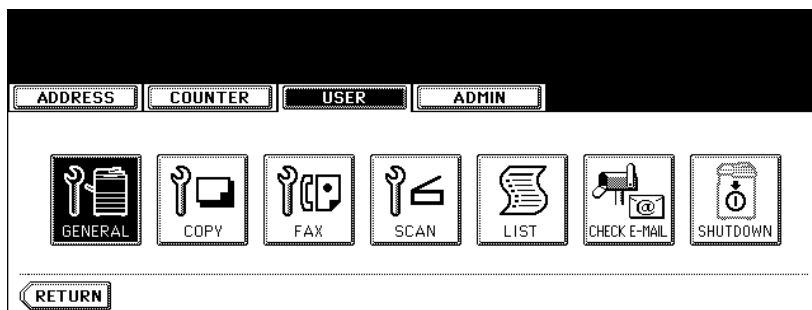 ADDRESS COUNTER USER ADMIN
GENERAL COPY FAX SCAN LIST CHECK E-MAIL SHUTDOWN
RETURN